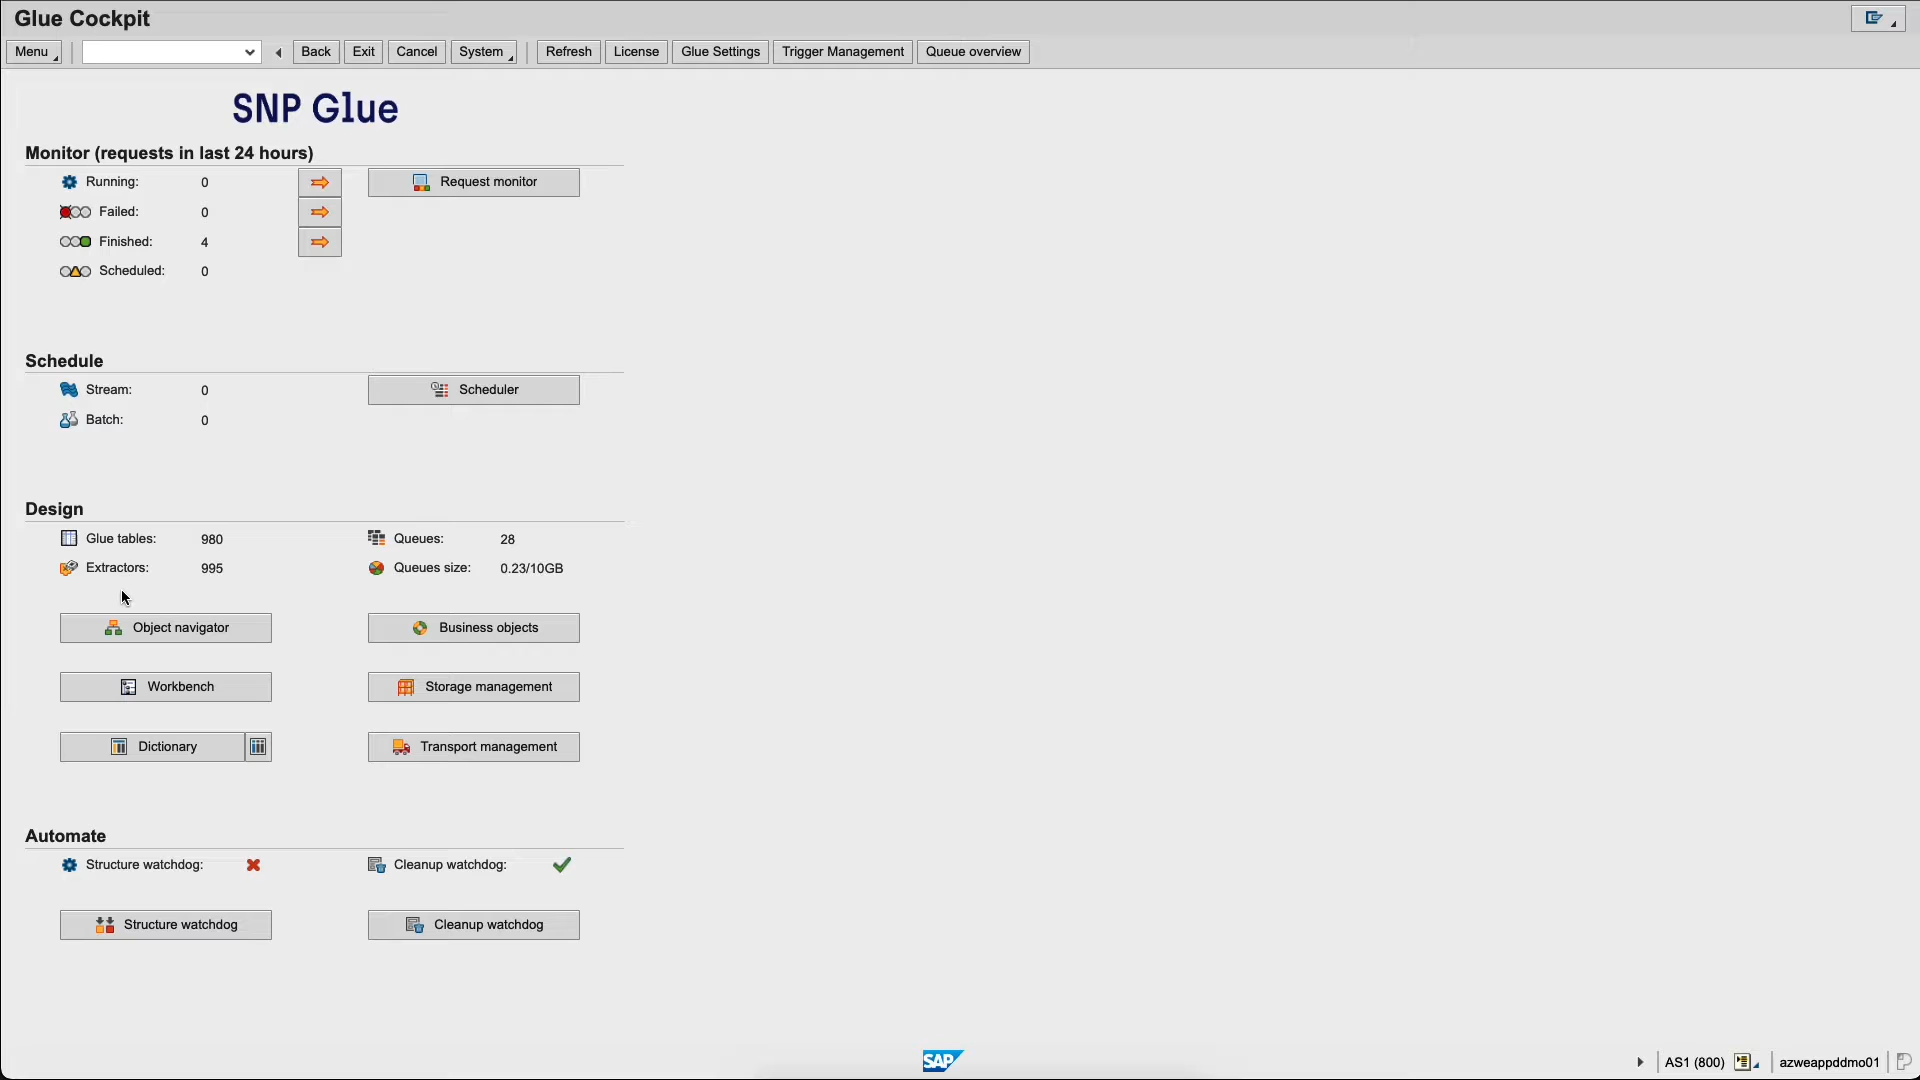 Glue Cockpit
Menu Back Exit Cancel System Refresh License Glue Settings Trigger Management Queue overview
SNP Glue
Monitor (requests in last 24 hours)
Running: 0 Request monitor
Failed: 0
Finished: 4
Scheduled: 0
Schedule
Stream: 0 Scheduler
Batch: 0
Design
Glue tables: 980 Queues: 28
Extractors: 995 Queues size: 0.23/10GB
Object navigator Business objects
Workbench Storage management
Dictionary Transport management
Automate
Structure watchdog: Cleanup watchdog:
Structure watchdog Cleanup watchdog
SAP AS1 (800) azweappddmo01